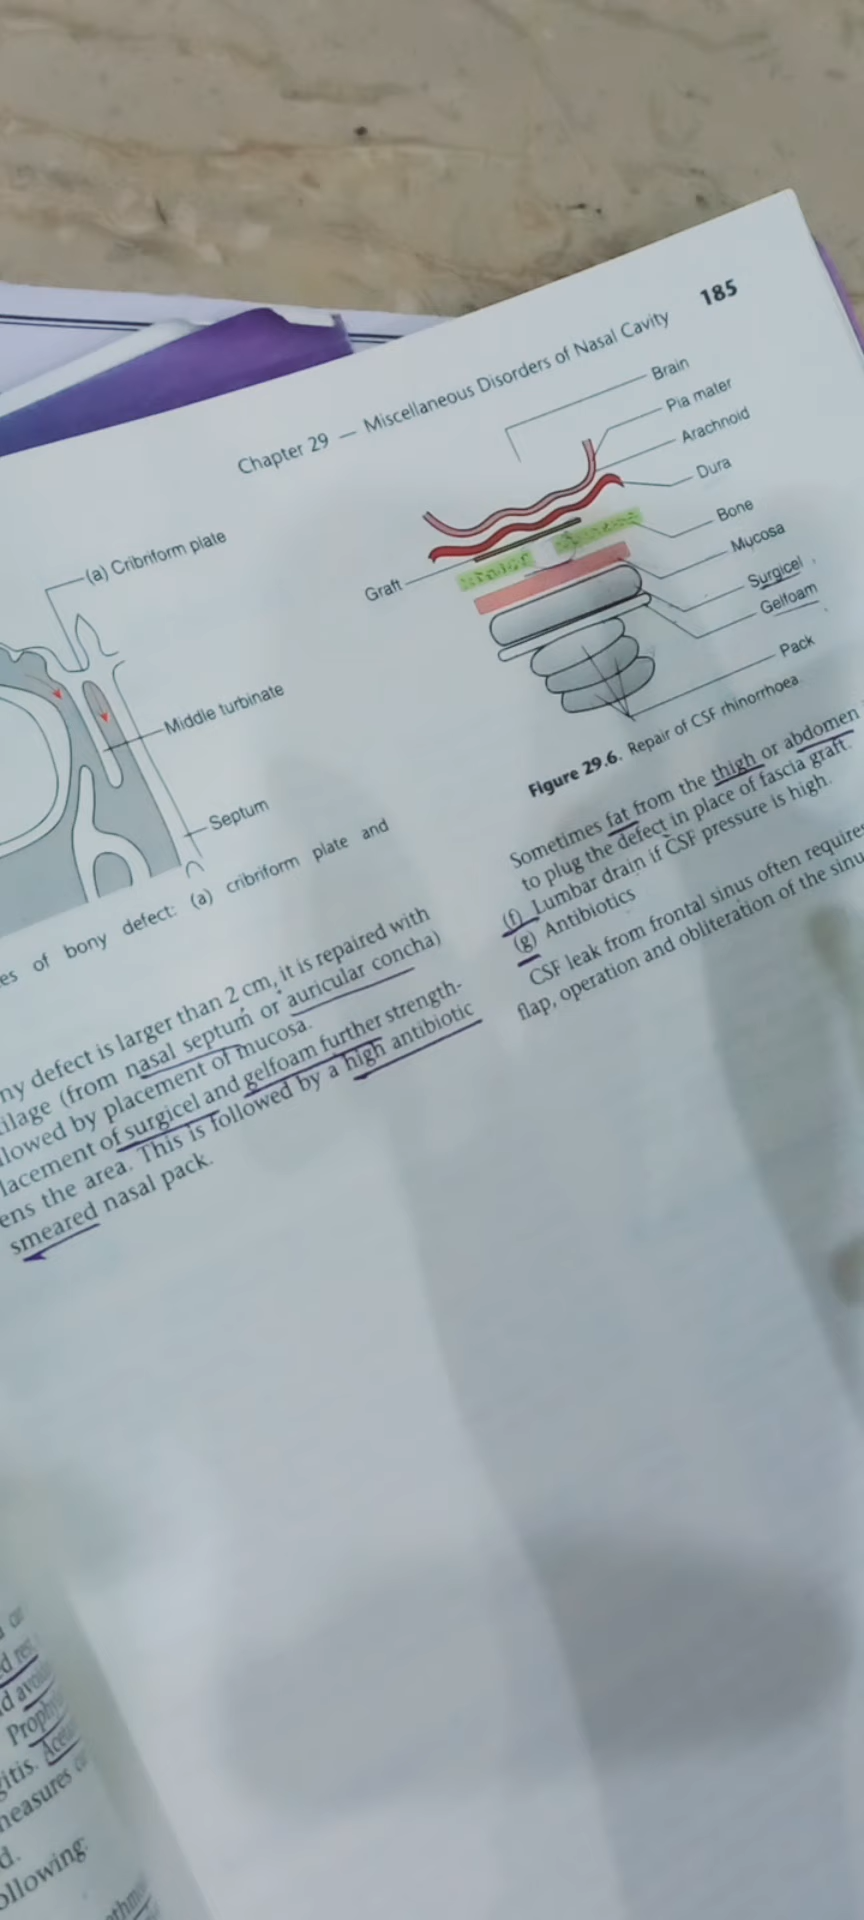 185
Chapter 29 — Miscellaneous Disorders of Nasal Cavity
(a) Cribriform plate
Middle turbinate
Septum
es of bony defect: (a) cribriform plate and
ny defect is larger than 2 cm, it is repaired with
ilage (from nasal septum or auricular concha)
lowed by placement of mucosa.
lacement of surgicel and gelfoam further strength-
ens the area. This is followed by a high antibiotic
smeared nasal pack.
Brain
Pia mater
Arachnoid
Dura
Bone
Mucosa
Surgicel
Gelfoam
Pack
Graft
Figure 29.6. Repair of CSF rhinorrhoea
Sometimes fat from the thigh or abdomen
to plug the defect in place of fascia graft.
(f) Lumbar drain if CSF pressure is high.
(g) Antibiotics
CSF leak from frontal sinus often require
flap, operation and obliteration of the sinu
d
Prophy
itis. Aceta
measures
d.
ollowing: